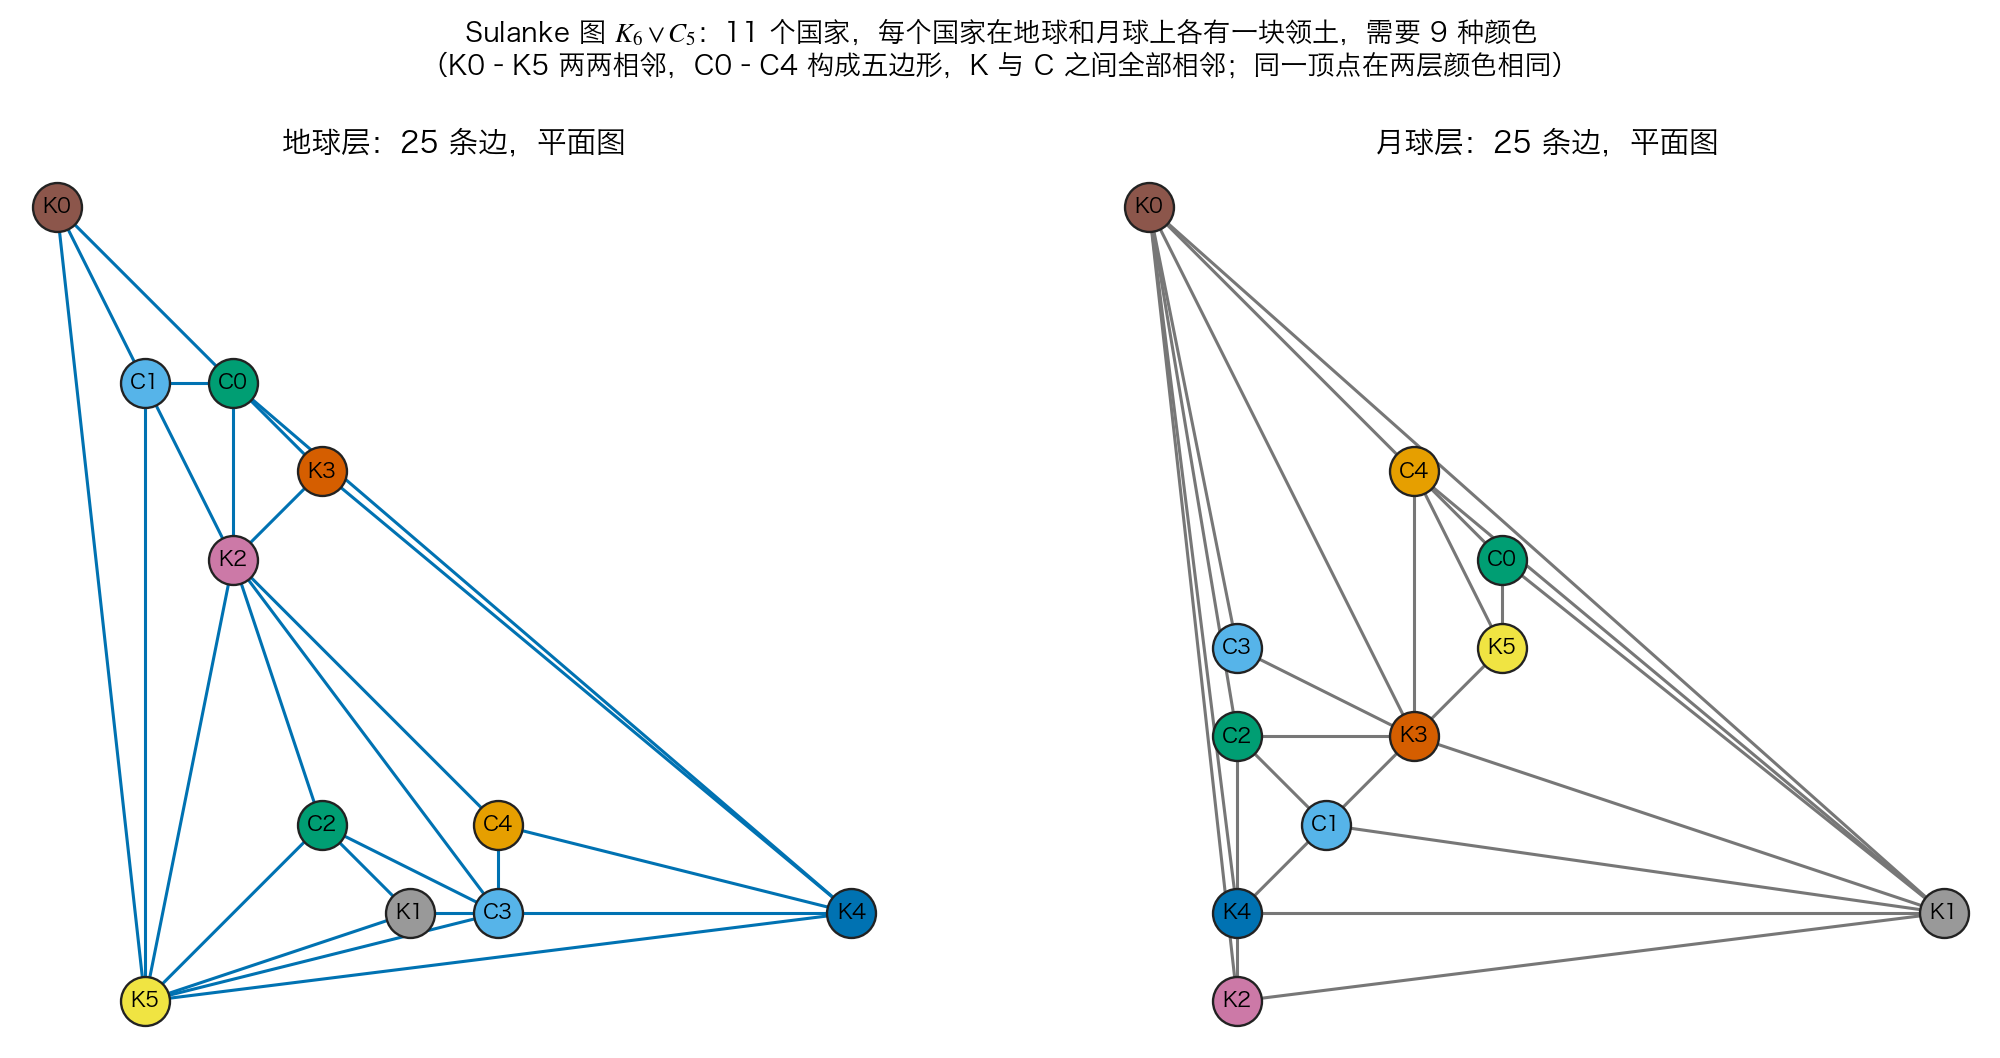 Sulanke 图 K₆ ∨ C₅：11 个国家，每个国家在地球和月球上各有一块领土，需要 9 种颜色
（K0 - K5 两两相邻，C0 - C4 构成五边形，K 与 C 之间全部相邻；同一顶点在两层颜色相同）
地球层：25 条边，平面图
K0
C1
C0
K3
K2
C2
C4
K1
C3
K4
K5
月球层：25 条边，平面图
K0
C4
C0
C3
K5
C2
K3
C1
K4
K1
K2